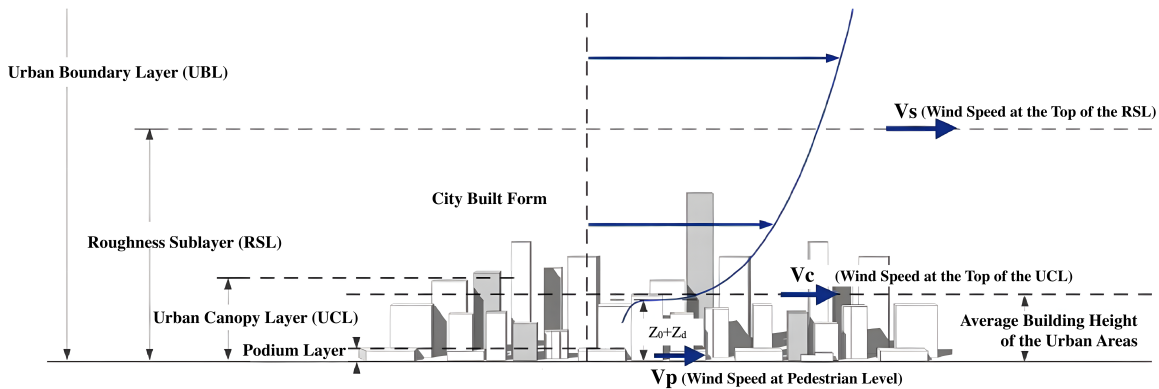 Urban Boundary Layer (UBL)
Vs (Wind Speed at the Top of the RSL)
City Built Form
Roughness Sublayer (RSL)
Vc (Wind Speed at the Top of the UCL)
Urban Canopy Layer (UCL)
Z0+Zd
Average Building Height
of the Urban Areas
Podium Layer
Vp (Wind Speed at Pedestrian Level)